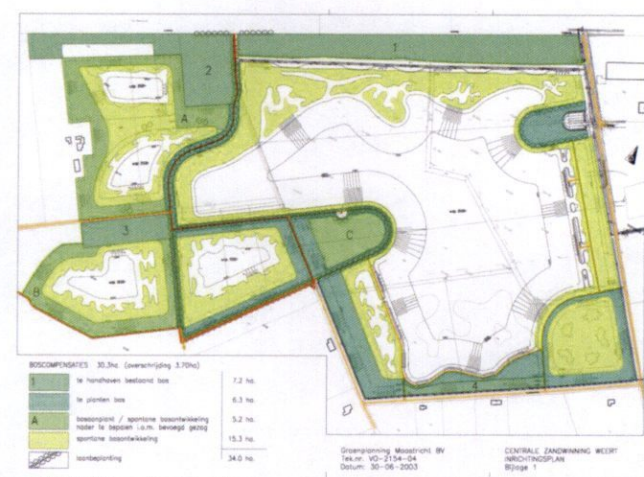 1
2
A
3
C
B
4
BOSCOMPENSATIES: 30.3ha. (overschrijding 3.70ha)
1 te handhaven bestaand bos 7.2 ha.
te planten bos 6.3 ha.
A bosaanplant / spontane bosontwikkeling 5.2 ha.
nader te bepalen i.o.m. bevoegd gezag
spontane bosontwikkeling 15.3 ha.
laanbeplanting 34.0 ha.
Groenplanning Maastricht BV
Tek.nr. VO-2154-04
Datum: 30-06-2003
CENTRALE ZANDWINNING WEERT
INRICHTINGSPLAN
Bijlage 1